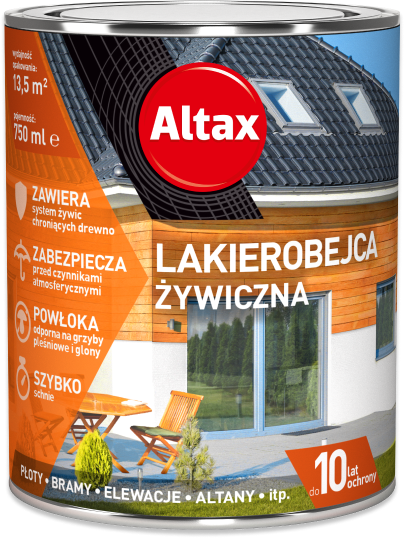 wydajność
opakowania:
13,5 m²
pojemność:
750 ml e
Altax
LAKIEROBEJCA
ŻYWICZNA
ZAWIERA
system żywic
chroniących drewno
ZABEZPIECZA
przed czynnikami
atmosferycznymi
POWŁOKA
odporna na grzyby
pleśniowe i glony
SZYBKO
schnie
PŁOTY • BRAMY • ELEWACJE • ALTANY • itp.
do 10 lat
ochrony